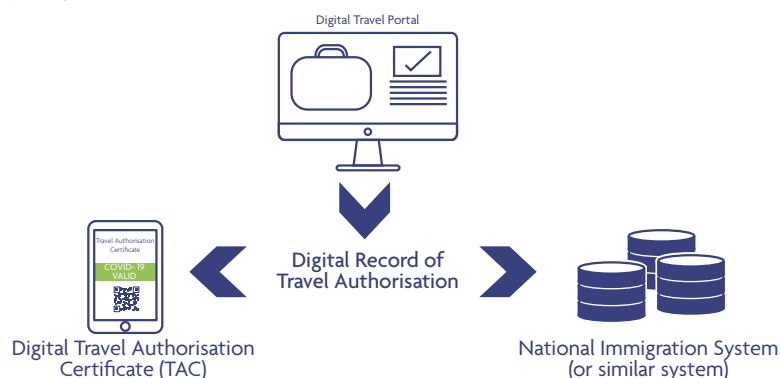 Digital Travel Portal
Travel Authorisation
Certificate
COVID- 19
VALID
Digital Record of
Travel Authorisation
Digital Travel Authorisation
Certificate (TAC)
National Immigration System
(or similar system)